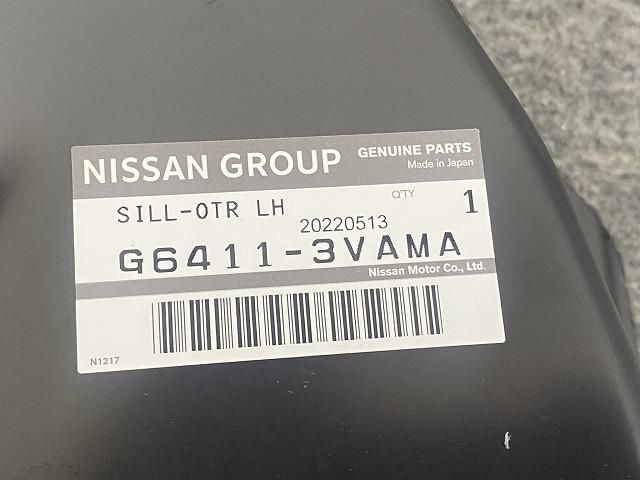 NISSAN GROUP
GENUINE PARTS
Made in Japan
SILL-OTR LH
Q'TY
1
20220513
G6411-3VAMA
Nissan Motor Co., Ltd.
N1217